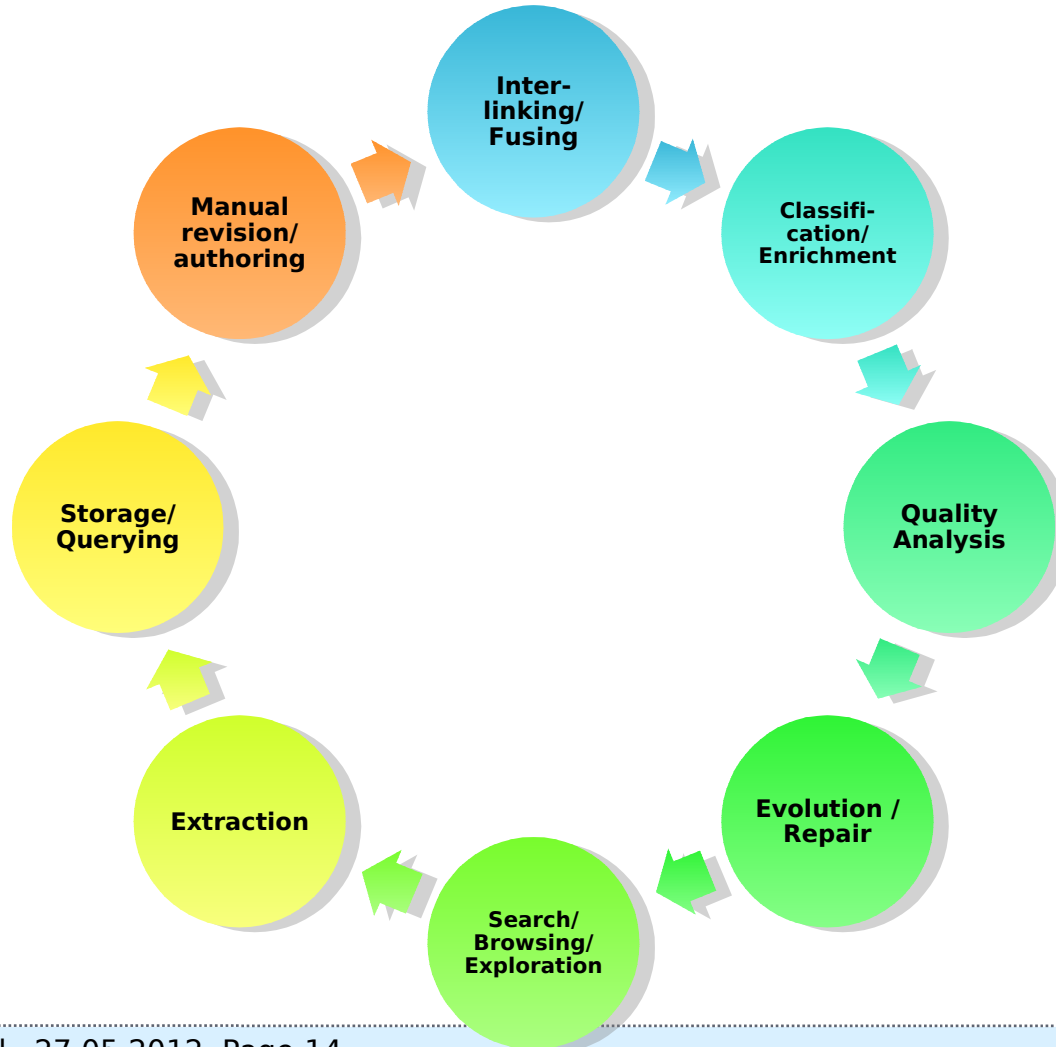 Inter-
linking/
Fusing
Classifi-
cation/
Enrichment
Quality
Analysis
Evolution /
Repair
Search/
Browsing/
Exploration
Extraction
Storage/
Querying
Manual
revision/
authoring
27.05.2012 Page 14